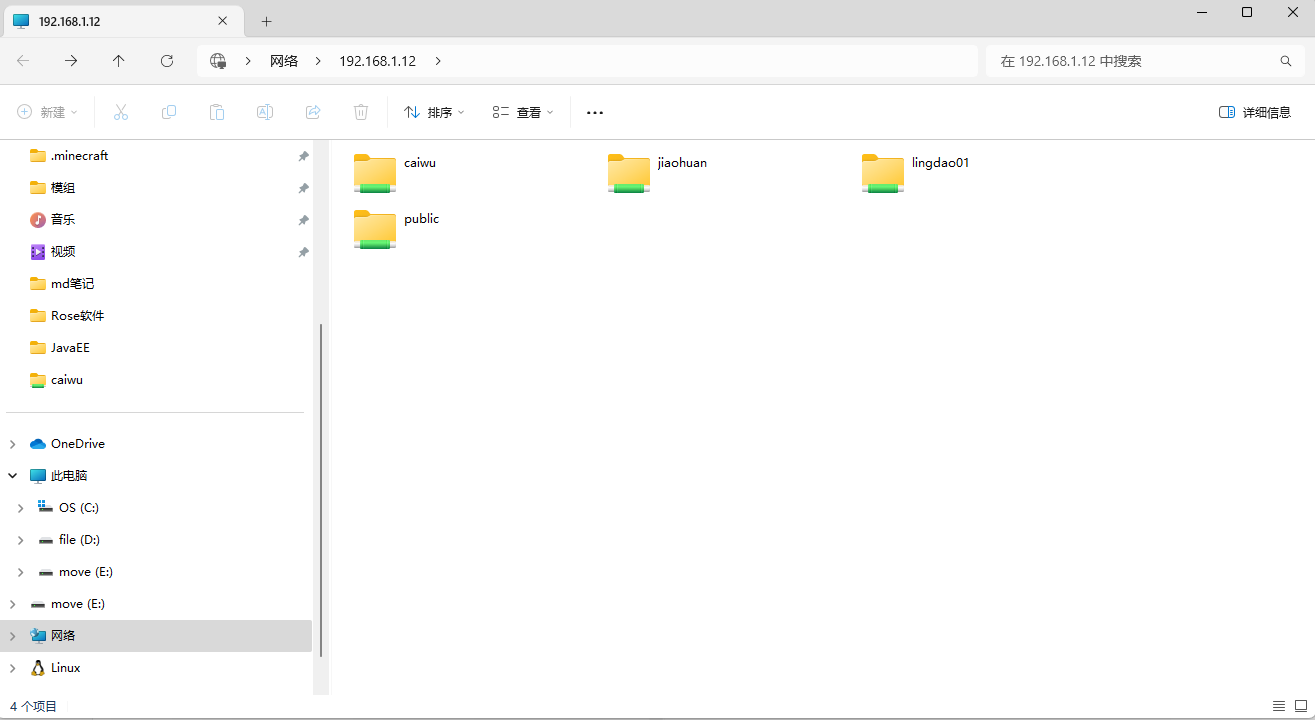 192.168.1.12
网络 192.168.1.12
在 192.168.1.12 中搜索
新建
排序
查看
详细信息
.minecraft
模组
音乐
视频
md笔记
Rose软件
JavaEE
caiwu
OneDrive
此电脑
OS (C:)
file (D:)
move (E:)
move (E:)
网络
Linux
caiwu
jiaohuan
lingdao01
public
4 个项目